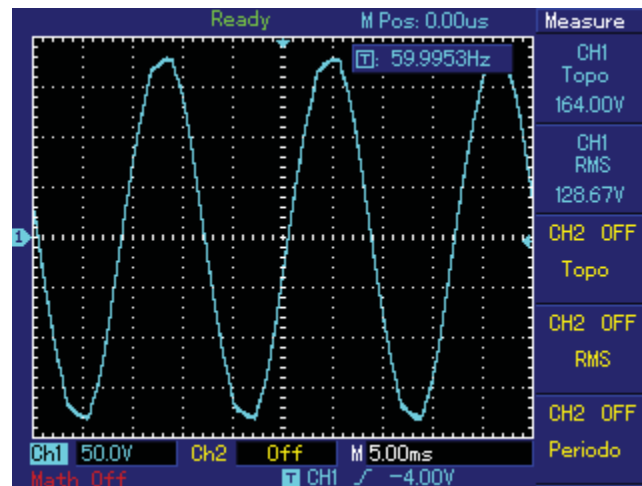 Ready M Pos: 0.00us Measure
T: 59.9953Hz
CH1
Topo
164.00V
CH1
RMS
128.67V
1
CH2 OFF
Topo
CH2 OFF
RMS
CH2 OFF
Periodo
Ch1 50.0V Ch2 Off M 5.00ms
Math Off T CH1 -4.00V